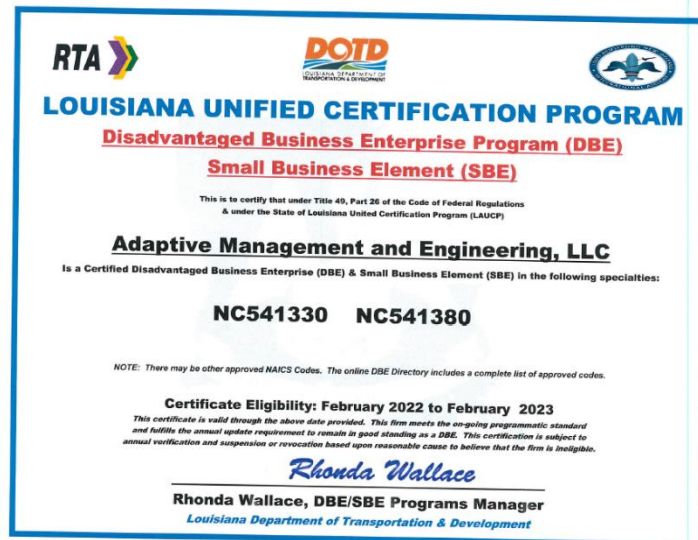 RTA
DOTD
LOUISIANA DEPARTMENT OF
TRANSPORTATION & DEVELOPMENT
LOUISIANA UNIFIED CERTIFICATION PROGRAM
Disadvantaged Business Enterprise Program (DBE)
Small Business Element (SBE)
This is to certify that under Title 49, Part 26 of the Code of Federal Regulations
& under the State of Louisiana United Certification Program (LAUCP)
Adaptive Management and Engineering, LLC
Is a Certified Disadvantaged Business Enterprise (DBE) & Small Business Element (SBE) in the following specialties:
NC541330 NC541380
NOTE: There may be other approved NAICS Codes. The online DBE Directory includes a complete list of approved codes.
Certificate Eligibility: February 2022 to February 2023
This certificate is valid through the above date provided. This firm meets the on-going programmatic standard
and fulfills the annual update requirement to remain in good standing as a DBE. This certification is subject to
annual verification and suspension or revocation based upon reasonable cause to believe that the firm is ineligible.
Rhonda Wallace
Rhonda Wallace, DBE/SBE Programs Manager
Louisiana Department of Transportation & Development